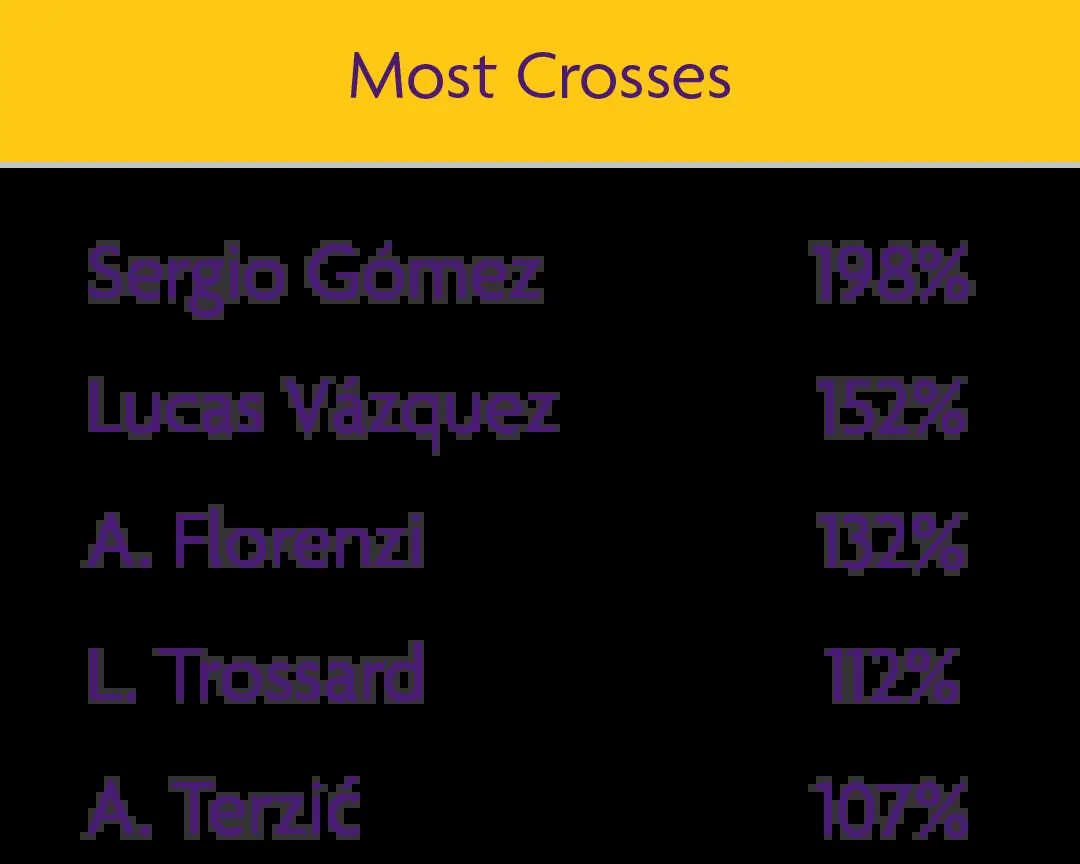 Most Crosses
Sergio Gómez 198%
Lucas Vázquez 152%
A. Florenzi 132%
L. Trossard 112%
A. Terzić 107%